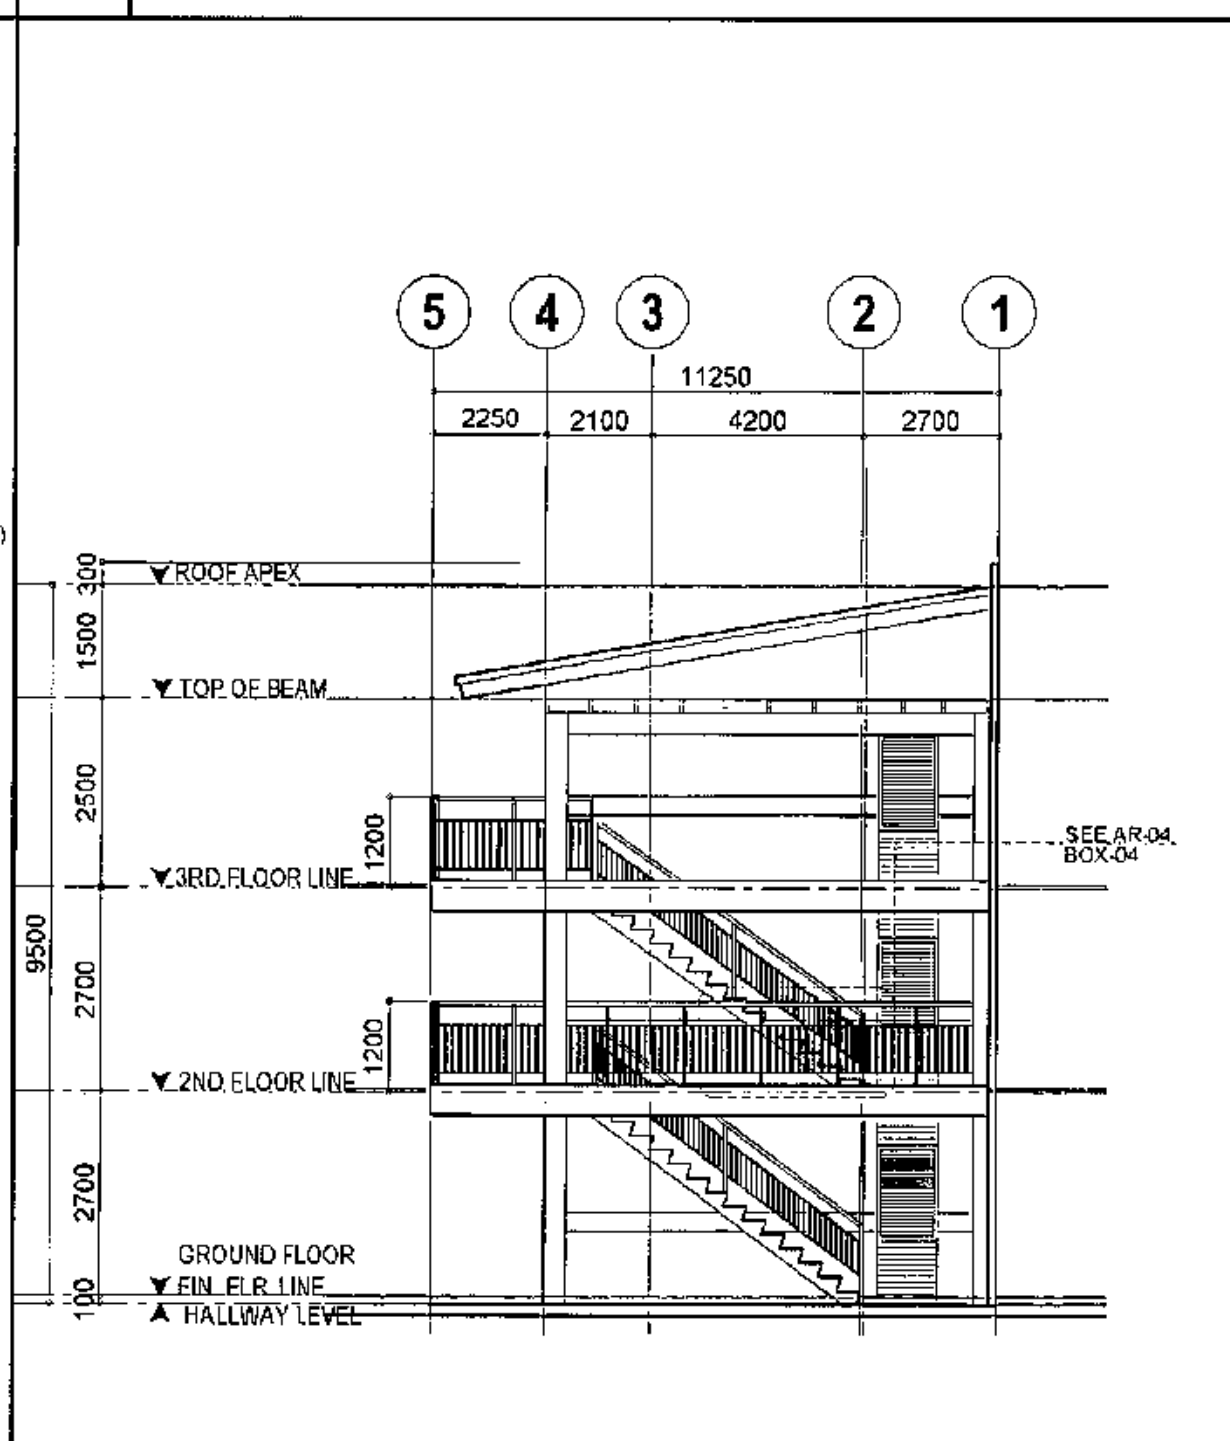 5 4 3 2 1
11250
2250 2100 4200 2700
300
ROOF APEX
1500
TOP OF BEAM
2500
1200
SEE AR-04
BOX-04
3RD FLOOR LINE
9500
2700
1200
2ND FLOOR LINE
2700
GROUND FLOOR
FIN. FLR. LINE
100
HALLWAY LEVEL